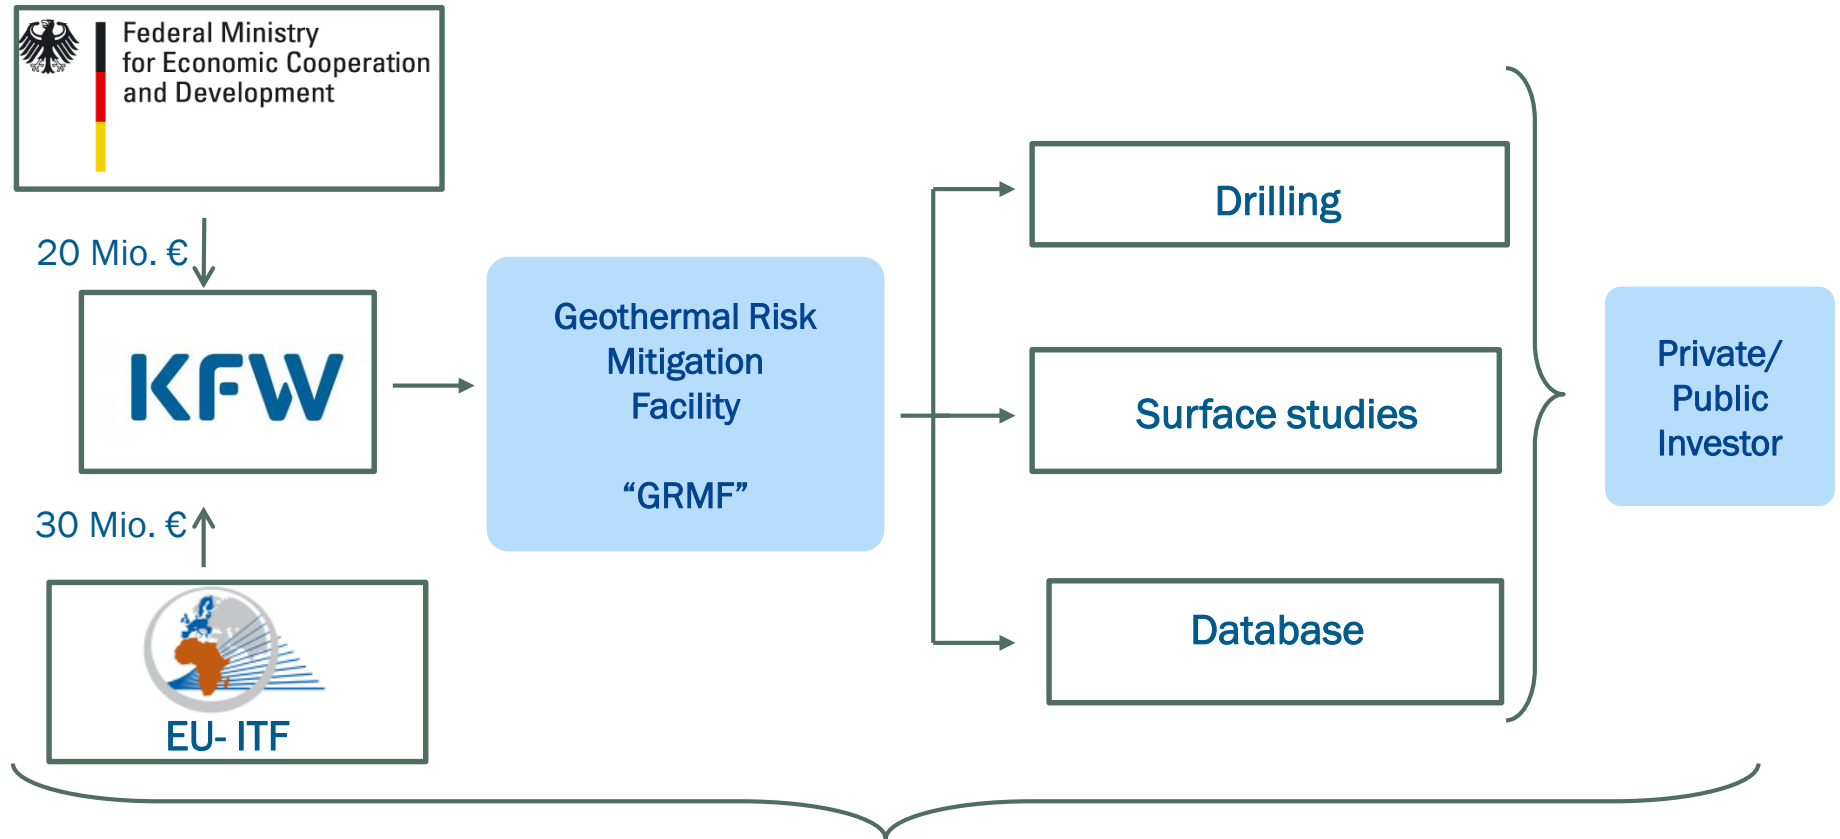 Federal Ministry
for Economic Cooperation
and Development
20 Mio. €
KFW
30 Mio. €
EU- ITF
Geothermal Risk
Mitigation
Facility
“GRMF”
Drilling
Surface studies
Database
Private/
Public
Investor